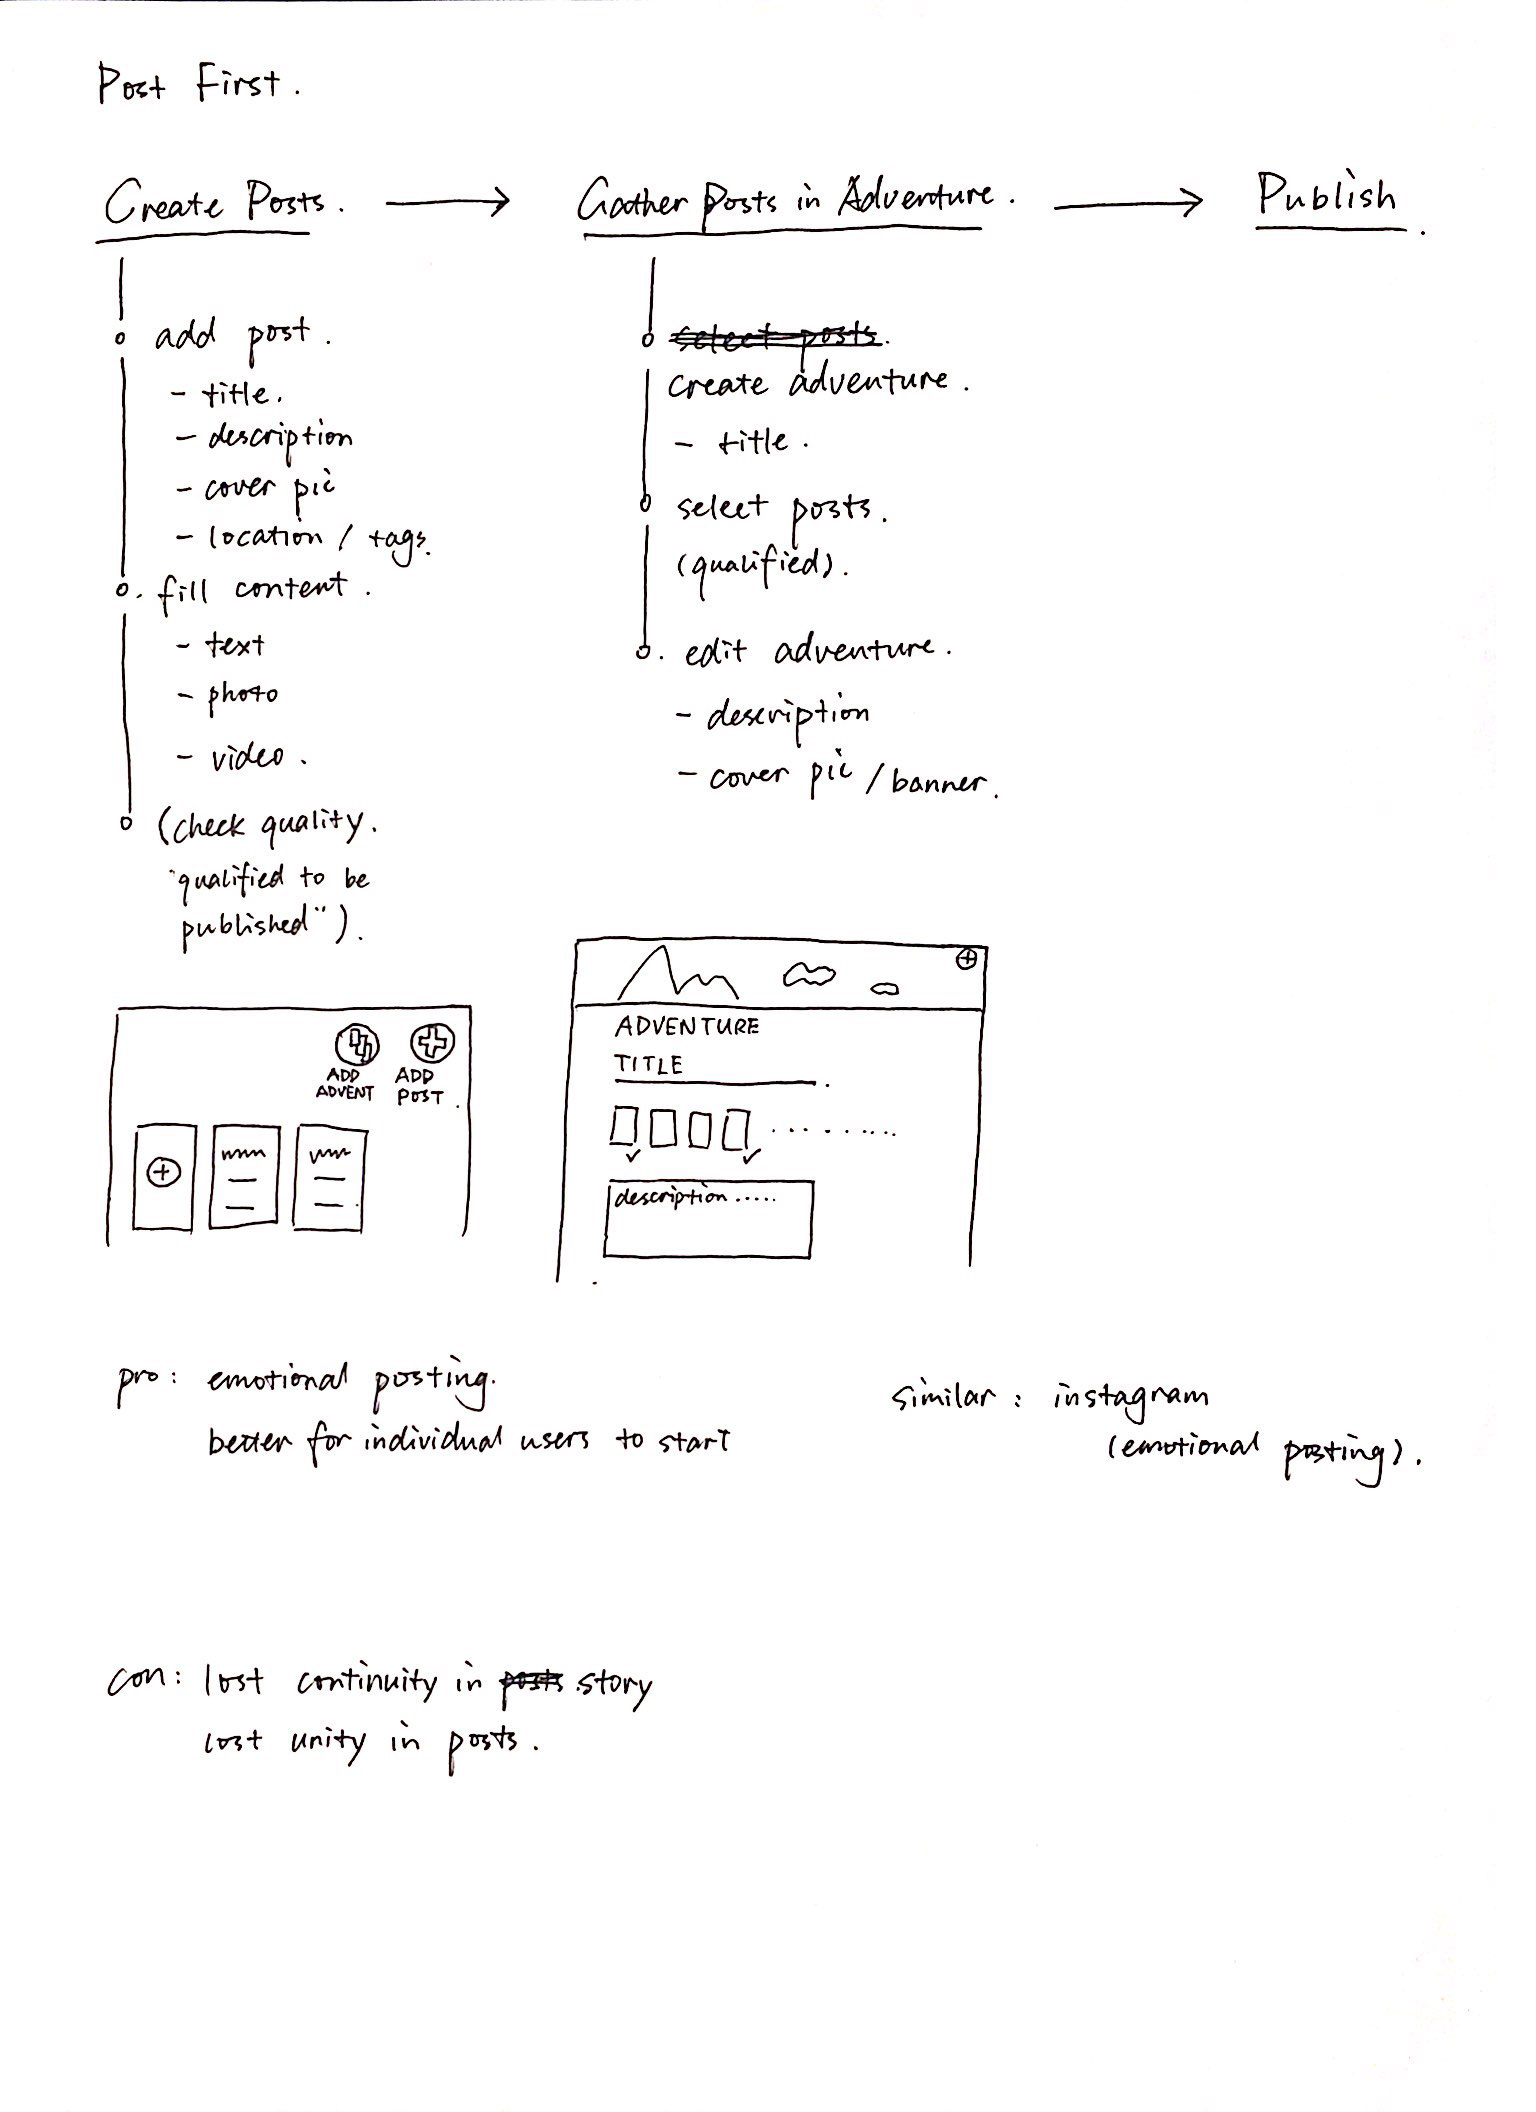 Post First.
Create Posts. → Gather Posts in Adventure. → Publish.
add post.
- title.
- description
- cover pic
- location / tags.
fill content.
- text
- photo
- video.
(check quality.
"qualified to be
published").
select posts.
create adventure.
- title.
select posts.
(qualified).
edit adventure.
- description
- cover pic / banner.
ADD
ADVENT
ADD
POST.
ADVENTURE
TITLE
description .....
pro: emotional posting.
better for individual users to start
similar: instagram
(emotional posting).
con: lost continuity in posts story
lost unity in posts.